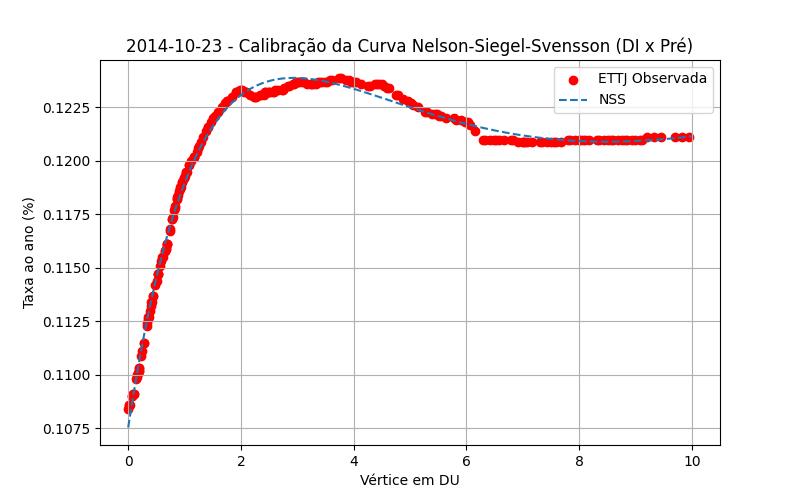 2014-10-23 - Calibração da Curva Nelson-Siegel-Svensson (DI x Pré)
ETTJ Observada
NSS
Taxa ao ano (%)
0.1225
0.1200
0.1175
0.1150
0.1125
0.1100
0.1075
0 2 4 6 8 10
Vértice em DU